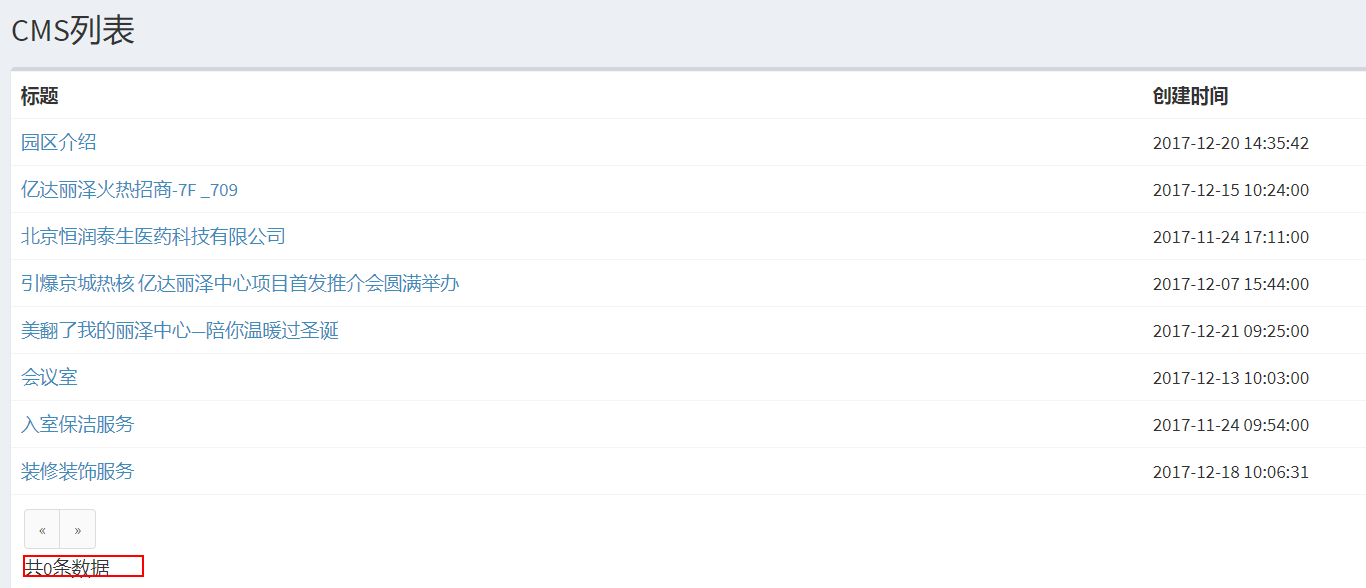 CMS列表
标题 创建时间
园区介绍 2017-12-20 14:35:42
亿达丽泽火热招商-7F _709 2017-12-15 10:24:00
北京恒润泰生医药科技有限公司 2017-11-24 17:11:00
引爆京城热核 亿达丽泽中心项目首发推介会圆满举办 2017-12-07 15:44:00
美翻了我的丽泽中心—陪你温暖过圣诞 2017-12-21 09:25:00
会议室 2017-12-13 10:03:00
入室保洁服务 2017-11-24 09:54:00
装修装饰服务 2017-12-18 10:06:31
« »
共0条数据